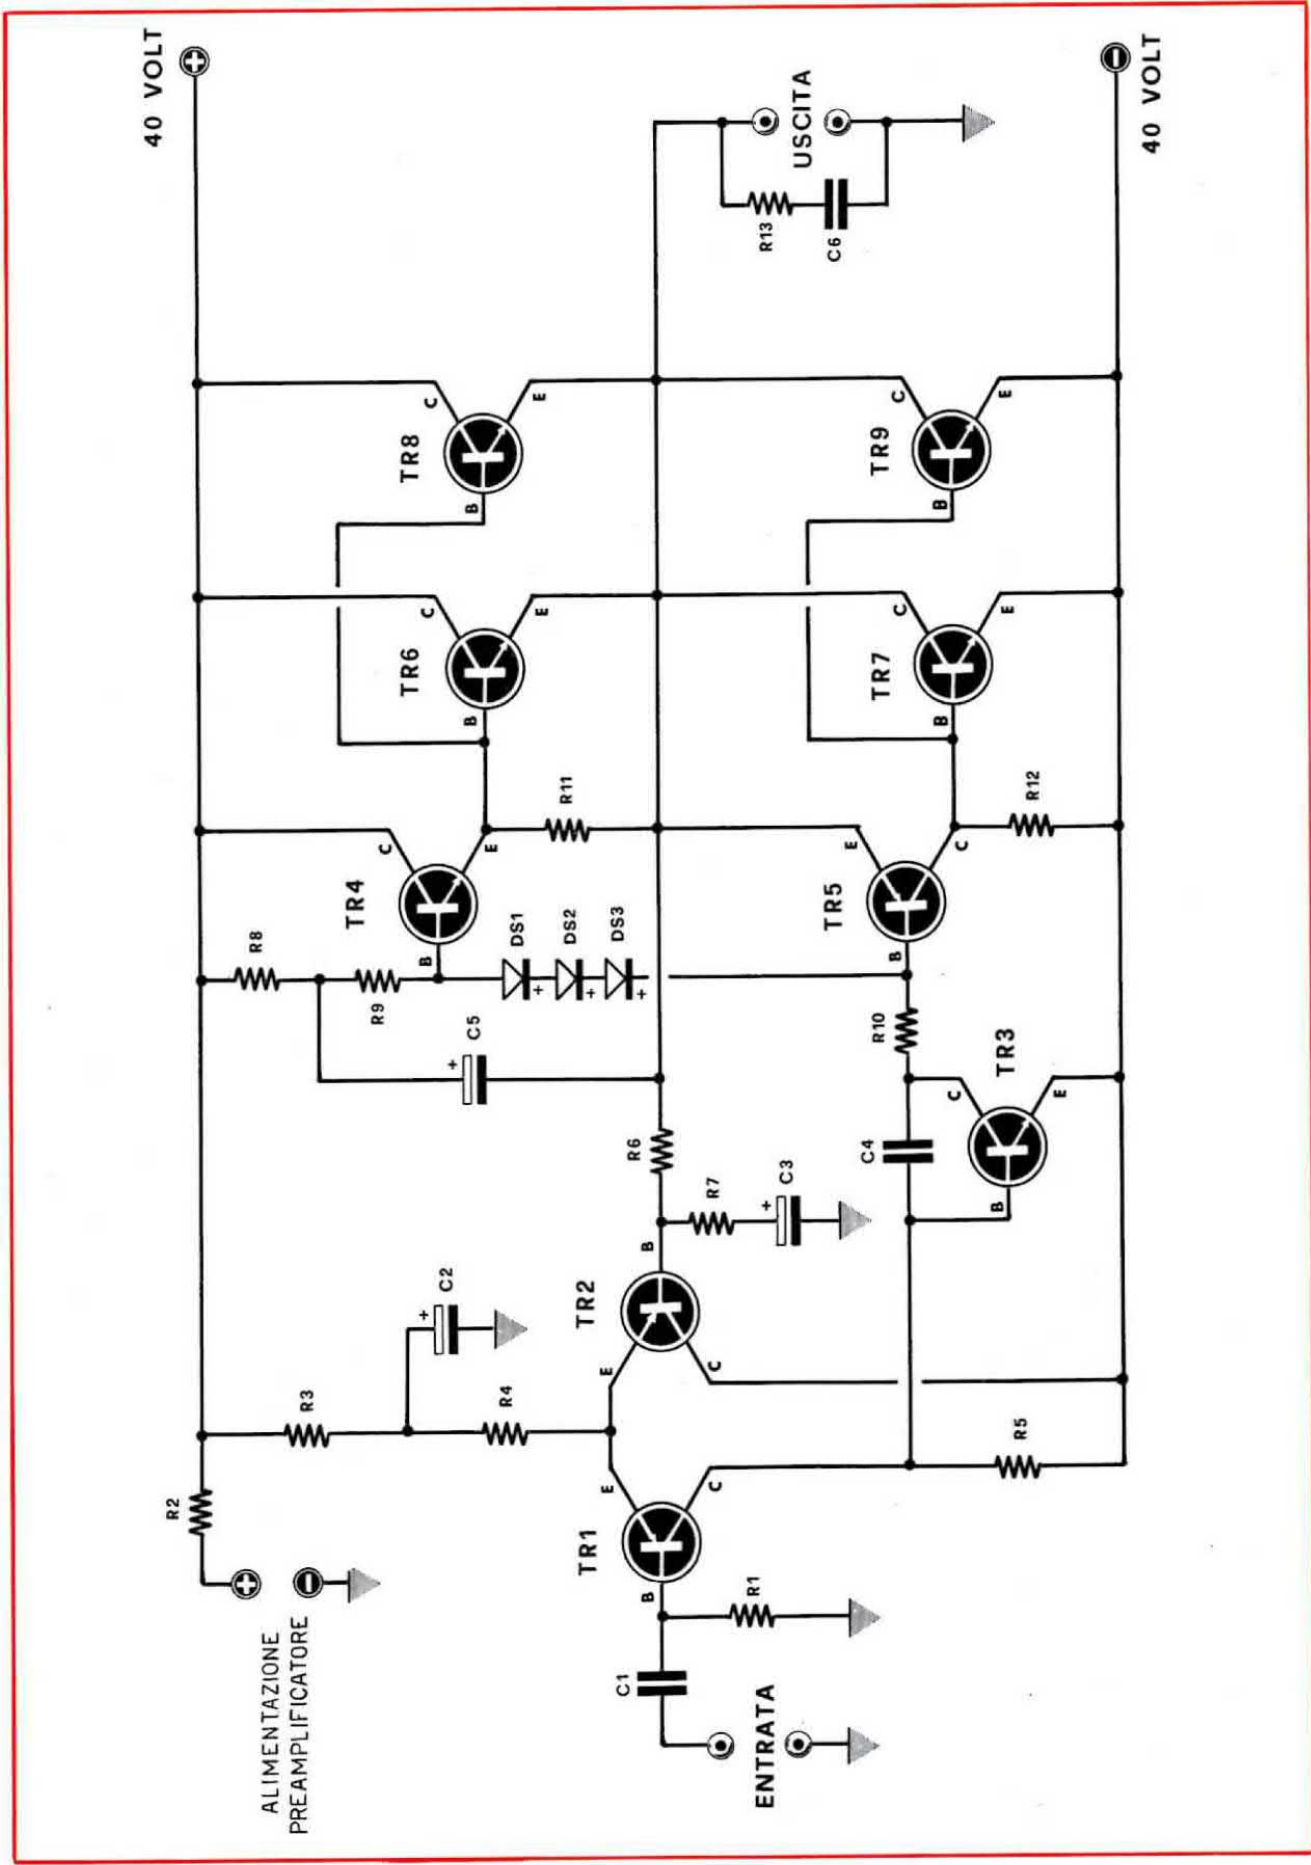 40 VOLT
+
R2
R8
ALIMENTAZIONE
PREAMPLIFICATORE
+
−
R3
TR4
R9
C
TR6
C
TR8
C
B
C2
+
C5
+
B
B
E
R4
DS1
+
E
E
R11
DS2
+
TR1
E
TR2
E
DS3
+
C1
B
B
R6
C
C
R7
R1
ENTRATA
C3
+
R13
USCITA
C6
TR5
E
C4
R10
B
TR7
C
TR9
C
B
B
C
B
C
TR3
E
E
E
R5
R12
−
40 VOLT